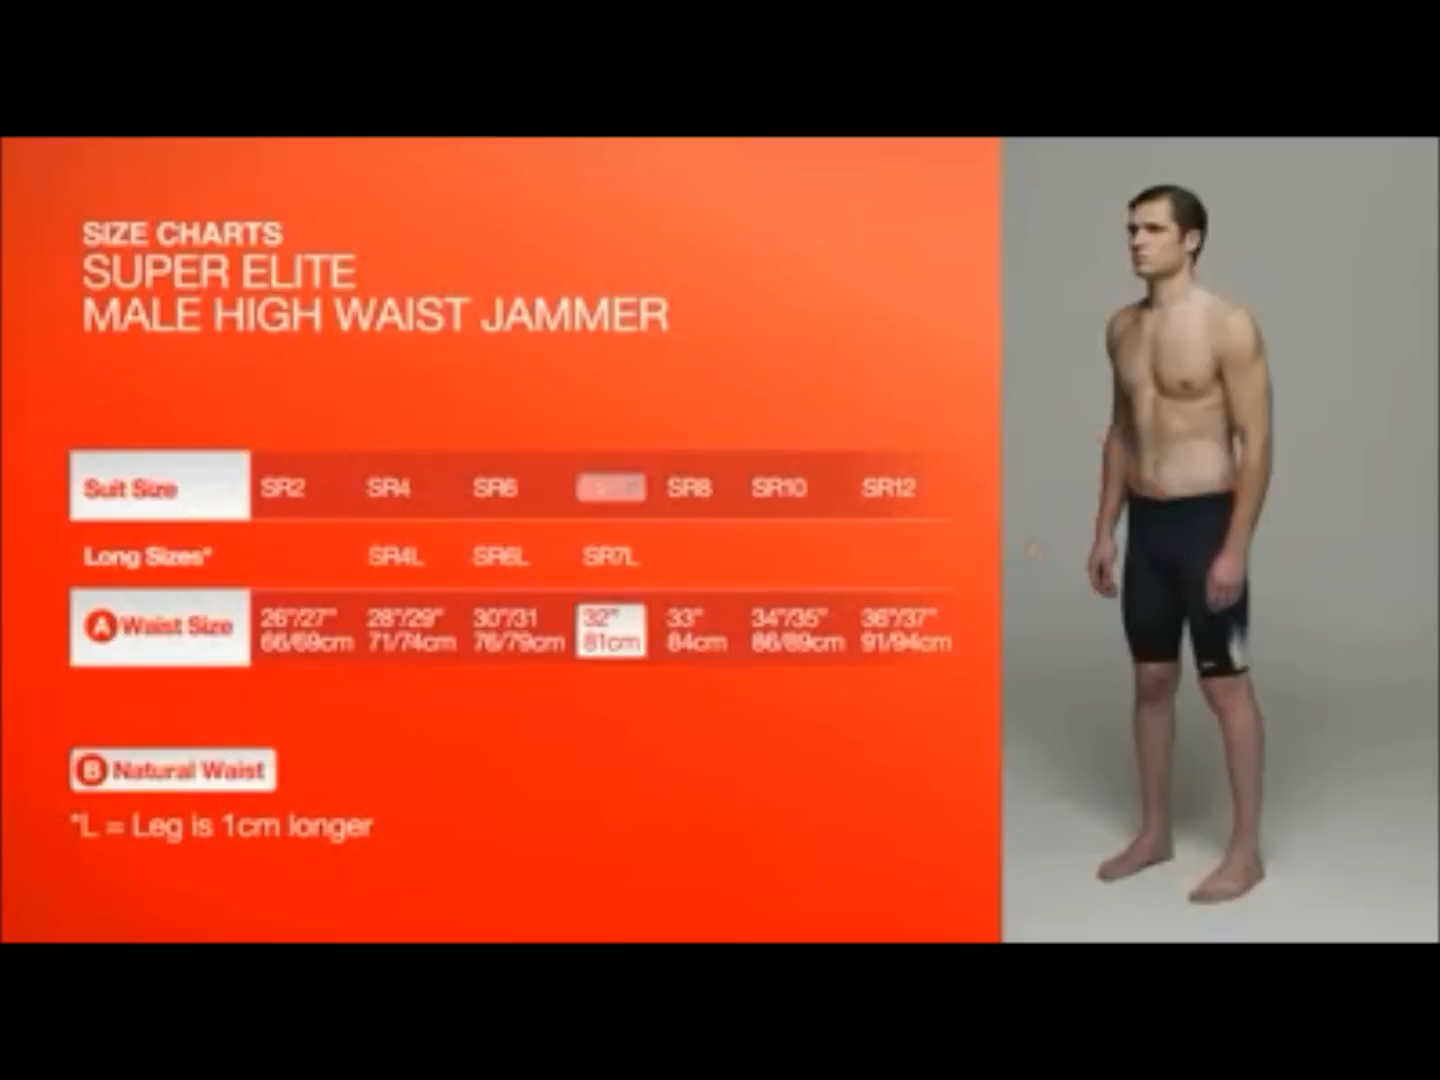 SIZE CHARTS
SUPER ELITE
MALE HIGH WAIST JAMMER
Suit Size SR2 SR4 SR6 SR8 SR10 SR12
Long Sizes* SR4L SR6L SR7L
A Waist Size 26"/27" 28"/29" 30"/31 32" 33" 34"/35" 36"/37"
66/69cm 71/74cm 76/79cm 81cm 84cm 86/89cm 91/94cm
B Natural Waist
*L = Leg is 1cm longer